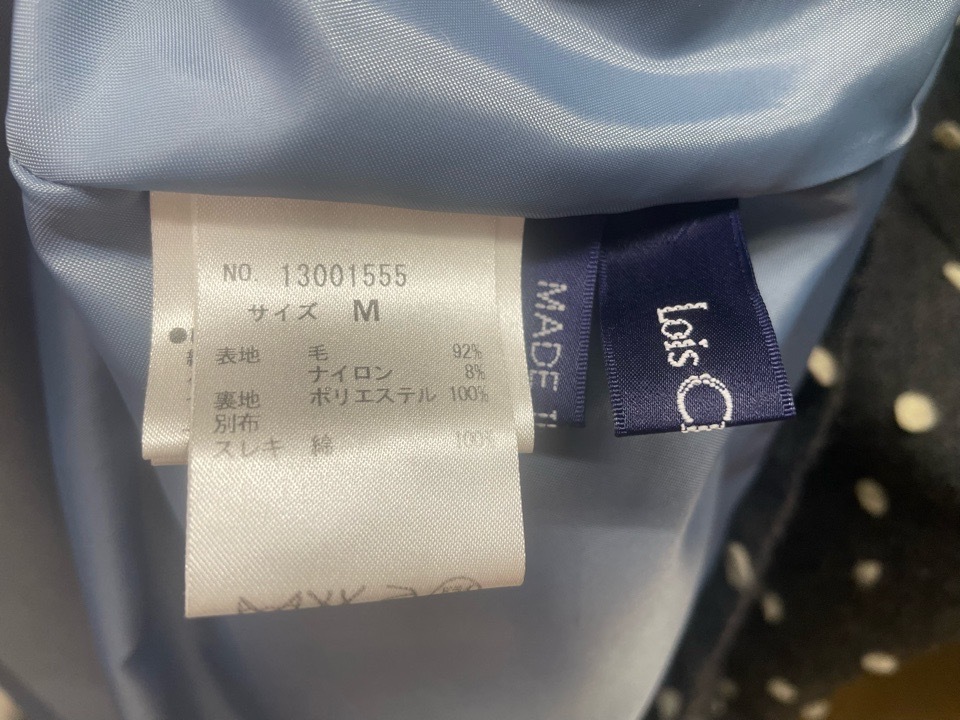 NO. 13001555
サイズ M
表地 毛 92%
ナイロン 8%
裏地 ポリエステル 100%
別布
スレキ 綿 100%
MADE
Lois C